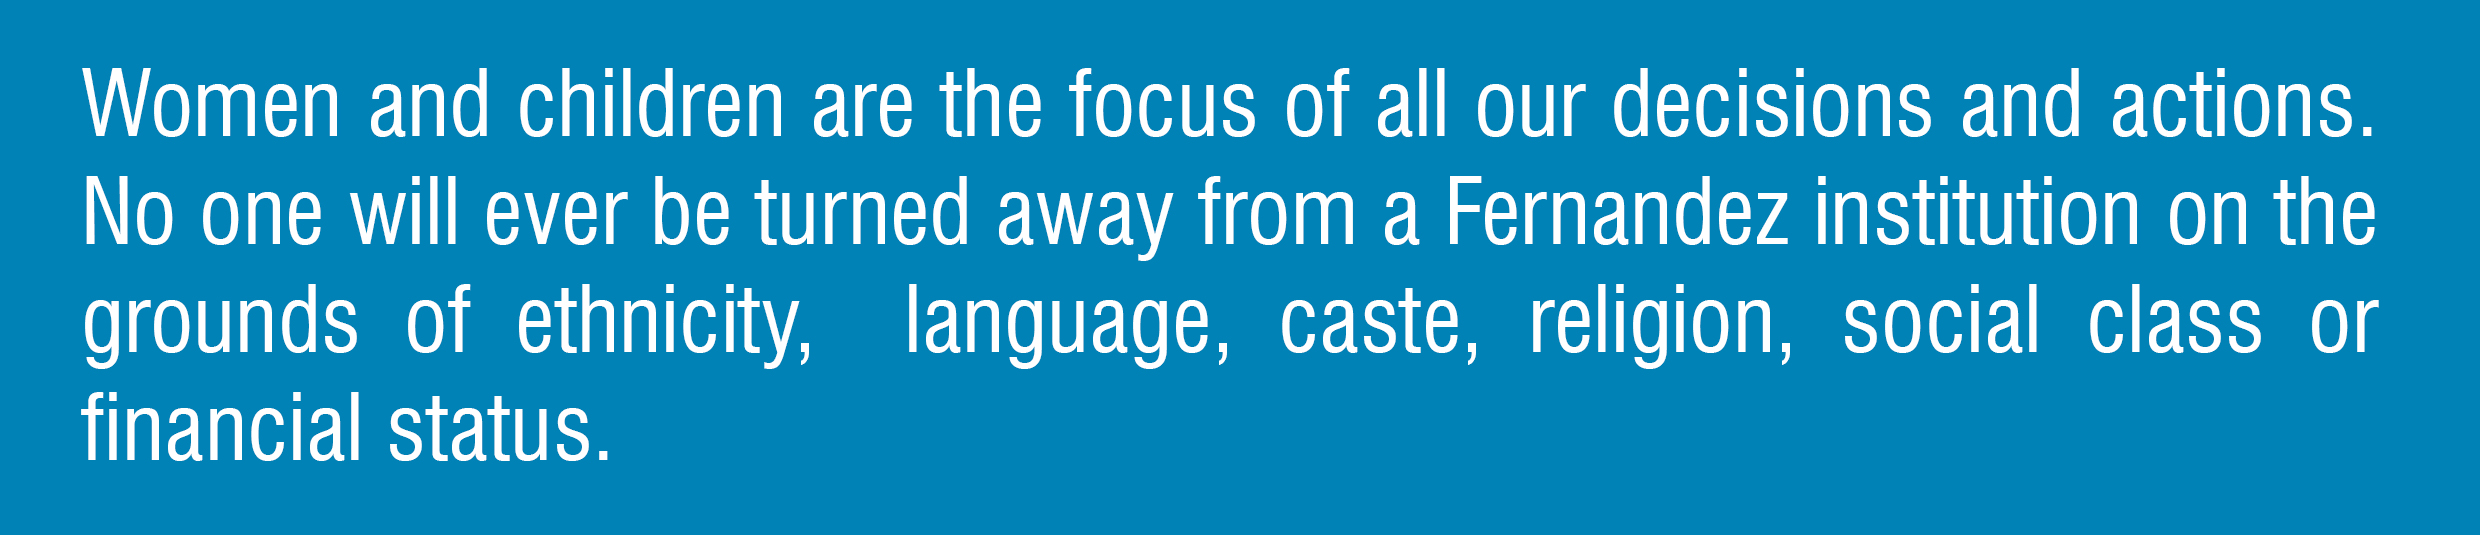 Women and children are the focus of all our decisions and actions.
No one will ever be turned away from a Fernandez institution on the
grounds of ethnicity, language, caste, religion, social class or
financial status.